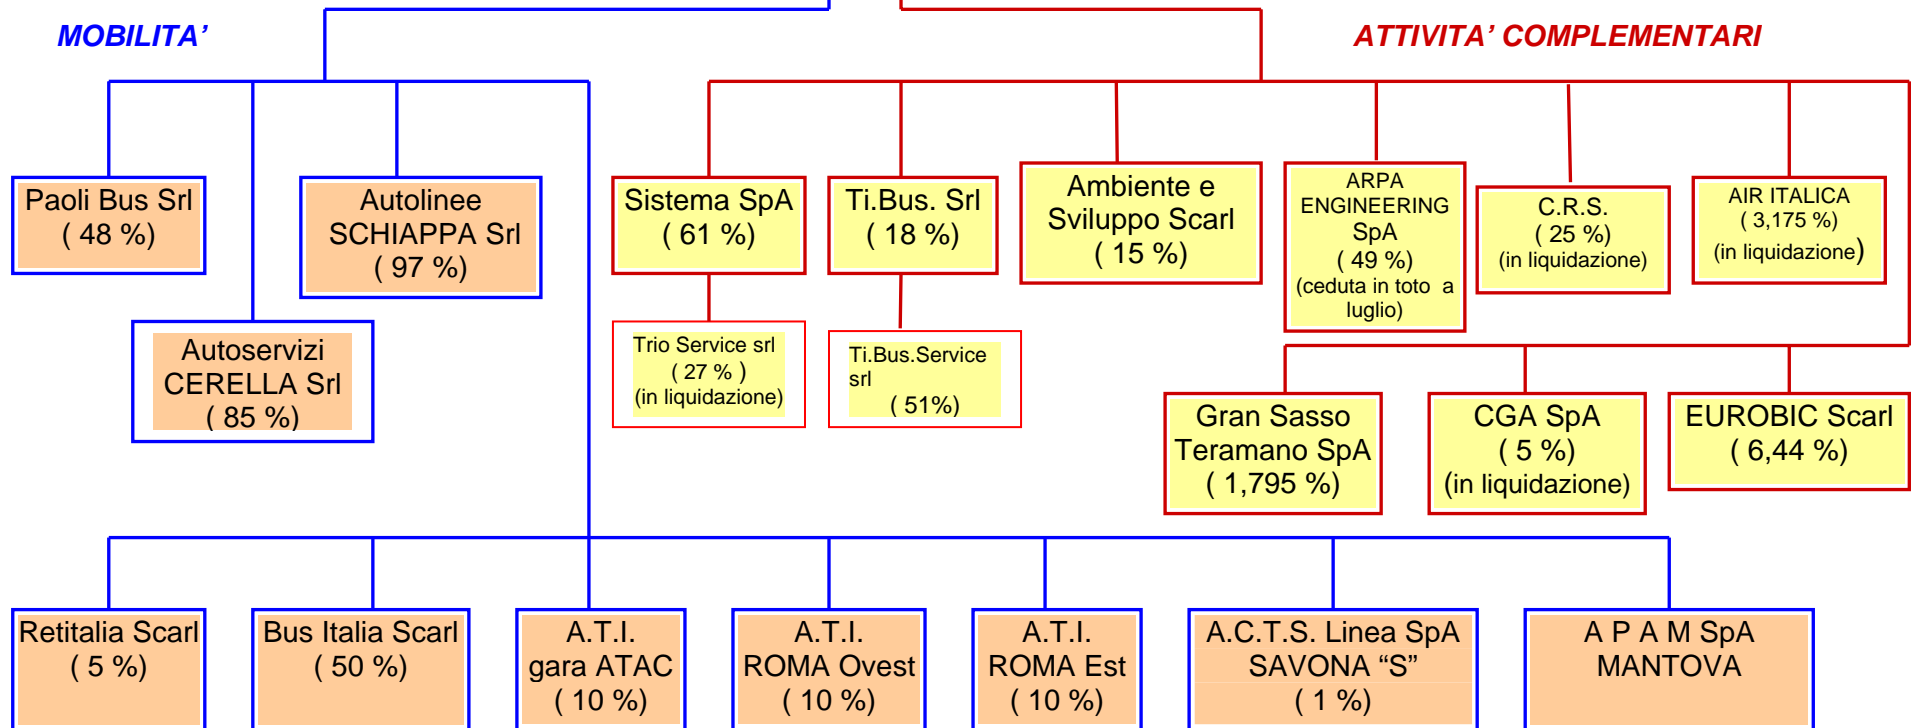 MOBILITA’
ATTIVITA’ COMPLEMENTARI
Paoli Bus Srl
( 48 %)
Autolinee
SCHIAPPA Srl
( 97 %)
Sistema SpA
( 61 %)
Ti.Bus. Srl
( 18 %)
Ambiente e
Sviluppo Scarl
( 15 %)
ARPA
ENGINEERING
SpA
( 49 %)
(ceduta in toto a
luglio)
C.R.S.
( 25 %)
(in liquidazione)
AIR ITALICA
( 3,175 %)
(in liquidazione)
Autoservizi
CERELLA Srl
( 85 %)
Trio Service srl
( 27 % )
(in liquidazione)
Ti.Bus.Service
srl
( 51%)
Gran Sasso
Teramano SpA
( 1,795 %)
CGA SpA
( 5 %)
(in liquidazione)
EUROBIC Scarl
( 6,44 %)
Retitalia Scarl
( 5 %)
Bus Italia Scarl
( 50 %)
A.T.I.
gara ATAC
( 10 %)
A.T.I.
ROMA Ovest
( 10 %)
A.T.I.
ROMA Est
( 10 %)
A.C.T.S. Linea SpA
SAVONA “S”
( 1 %)
A P A M SpA
MANTOVA